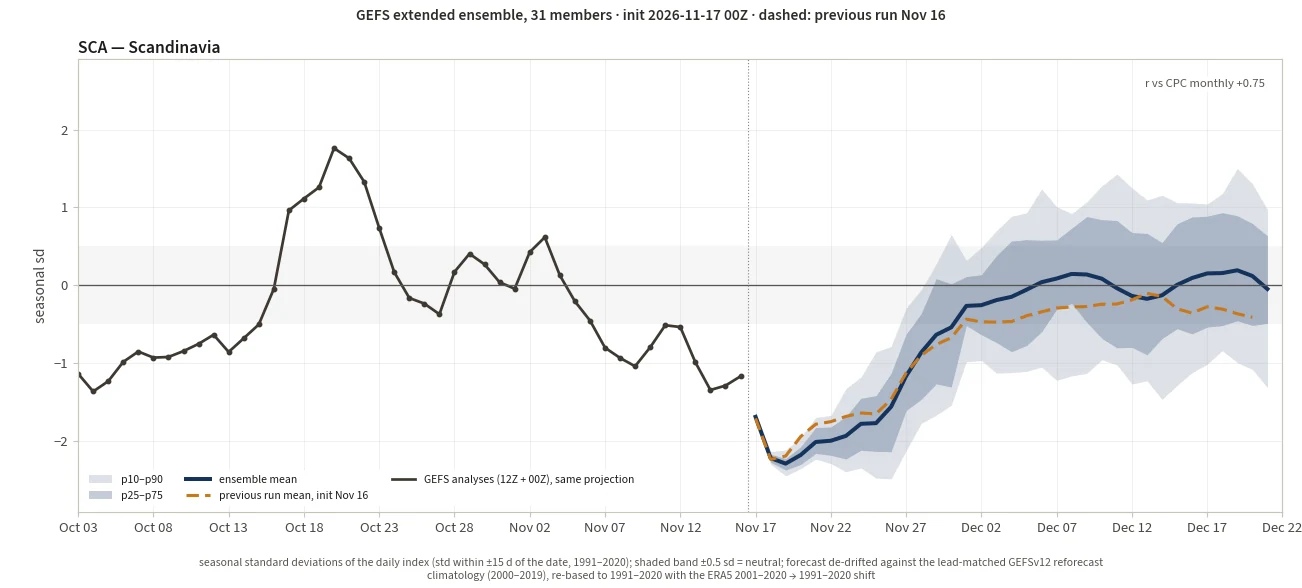 GEFS extended ensemble, 31 members · init 2026-11-17 00Z · dashed: previous run Nov 16
SCA — Scandinavia
r vs CPC monthly +0.75
seasonal sd
2
1
0
−1
−2
p10–p90
p25–p75
ensemble mean
previous run mean, init Nov 16
GEFS analyses (12Z + 00Z), same projection
Oct 03 Oct 08 Oct 13 Oct 18 Oct 23 Oct 28 Nov 02 Nov 07 Nov 12 Nov 17 Nov 22 Nov 27 Dec 02 Dec 07 Dec 12 Dec 17 Dec 22
seasonal standard deviations of the daily index (std within ±15 d of the date, 1991–2020); shaded band ±0.5 sd = neutral; forecast de-drifted against the lead-matched GEFSv12 reforecast
climatology (2000–2019), re-based to 1991–2020 with the ERA5 2001–2020 → 1991–2020 shift